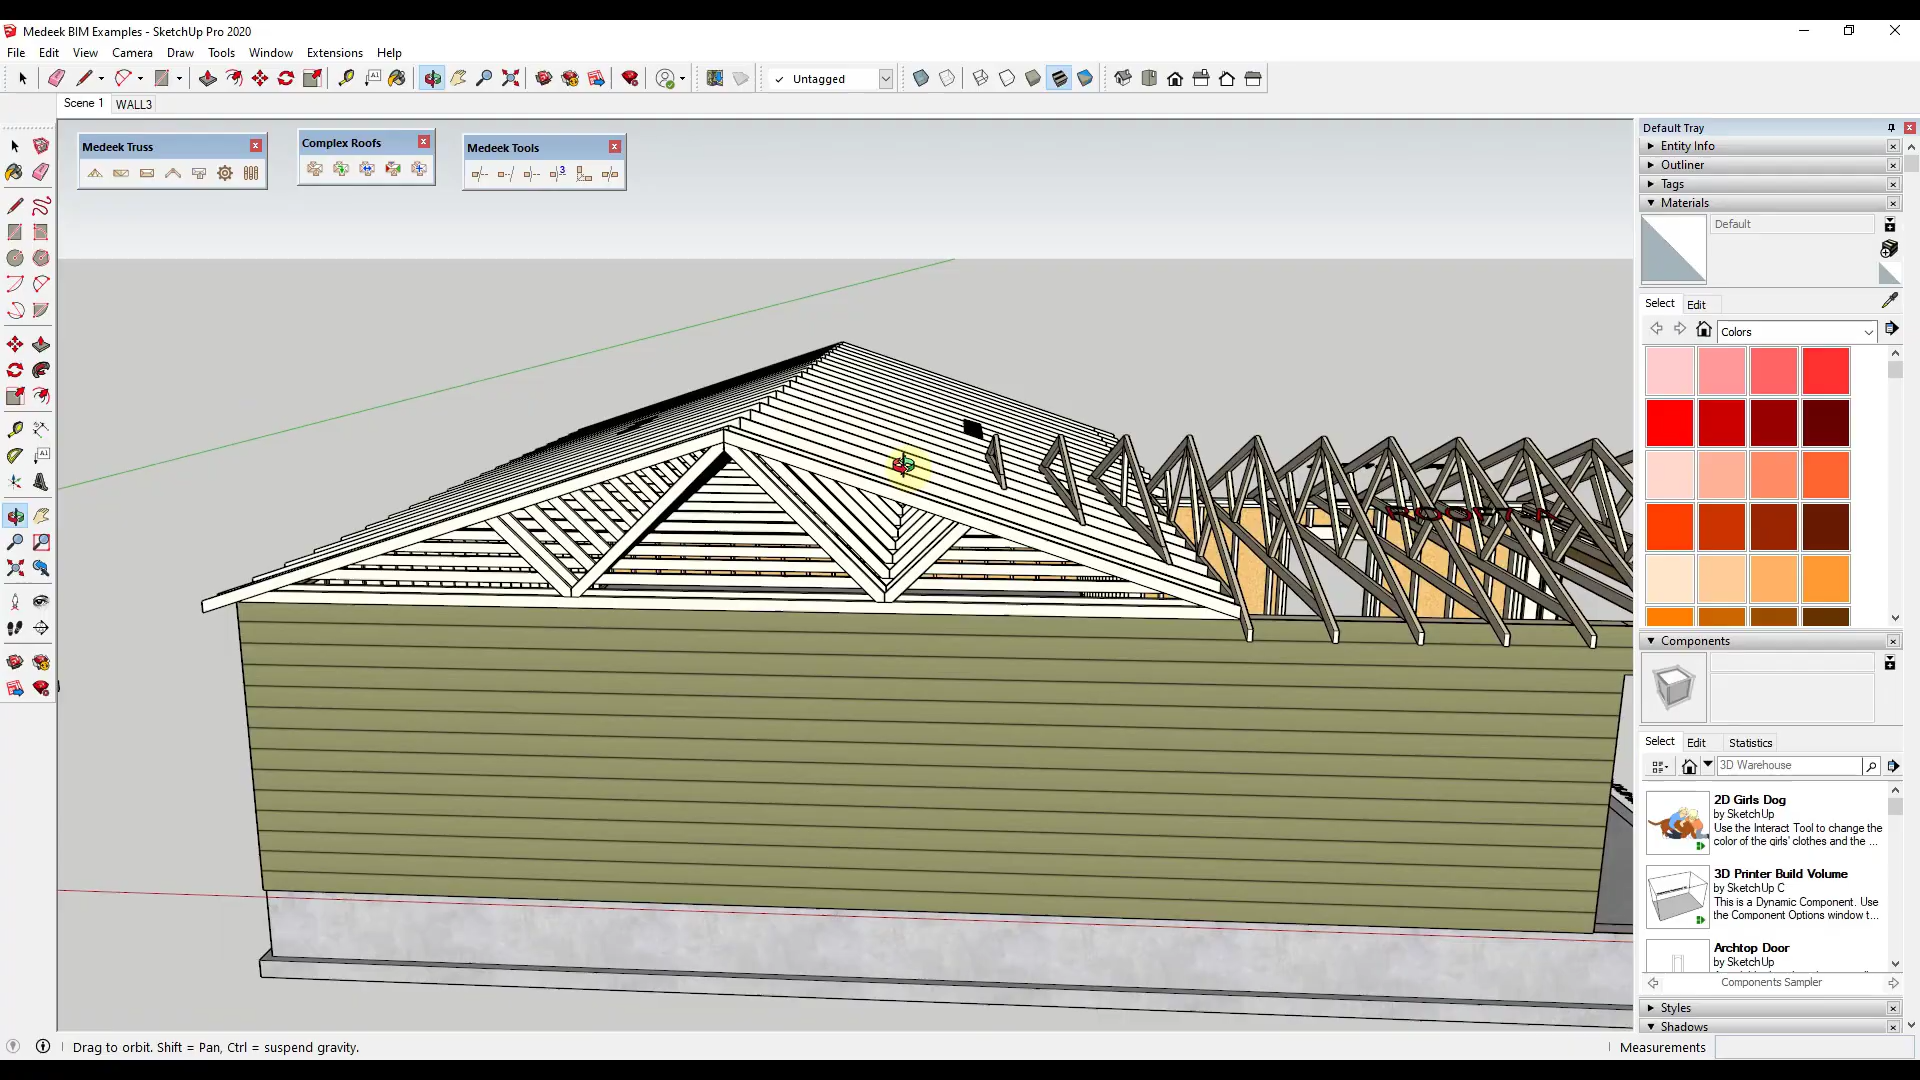 Medeek BIM Examples - SketchUp Pro 2020
File Edit View Camera Draw Tools Window Extensions Help
A1
Untagged
Scene 1 WALL3
Medeek Truss
Complex Roofs
Medeek Tools
3
A1
Default Tray
Entity Info
Outliner
Tags
Materials
Default
Select Edit
Colors
Components
Select Edit Statistics
3D Warehouse
2D Girls Dog
by SketchUp
Use the Interact Tool to change the
color of the girls' clothes and the ...
3D Printer Build Volume
by SketchUp C
This is a Dynamic Component. Use
the Component Options window t...
Archtop Door
by SketchUp
Components Sampler
Styles
Shadows
Drag to orbit. Shift = Pan, Ctrl = suspend gravity.
Measurements